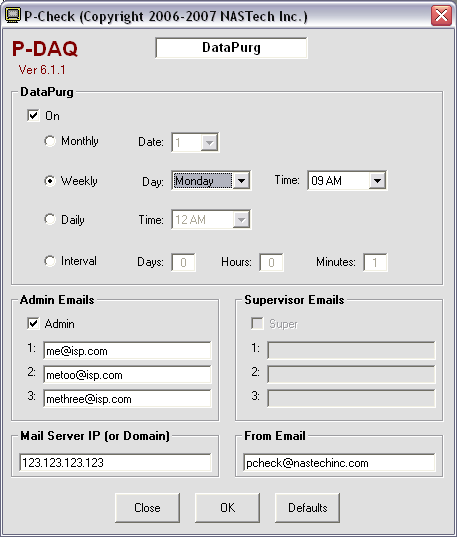 P-Check (Copyright 2006-2007 NASTech Inc.)
P-DAQ
DataPurg
Ver 6.1.1
DataPurg
On
Monthly Date: 1
Weekly Day: Monday Time: 09 AM
Daily Time: 12 AM
Interval Days: 0 Hours: 0 Minutes: 1
Admin Emails Supervisor Emails
Admin Super
1: me@isp.com 1:
2: metoo@isp.com 2:
3: methree@isp.com 3:
Mail Server IP (or Domain) From Email
123.123.123.123 pcheck@nastechinc.com
Close OK Defaults